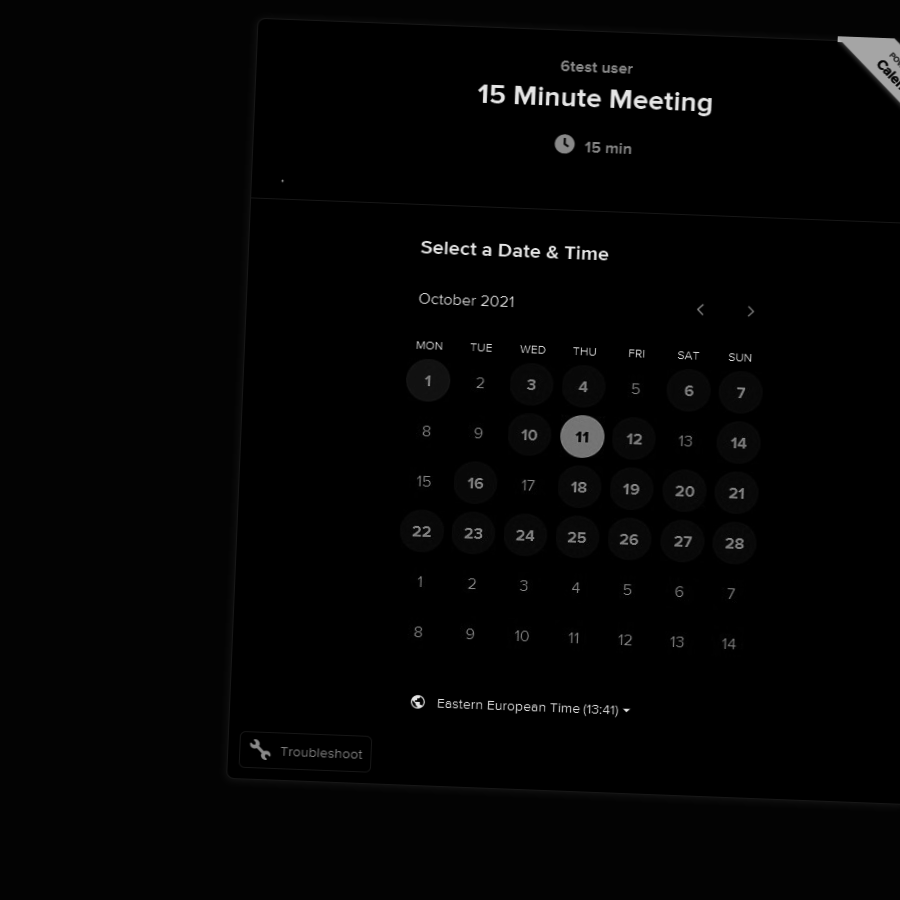 6test user
15 Minute Meeting
15 min
Select a Date & Time
October 2021
MON TUE WED THU FRI SAT SUN
1 2 3 4 5 6 7
8 9 10 11 12 13 14
15 16 17 18 19 20 21
22 23 24 25 26 27 28
1 2 3 4 5 6 7
8 9 10 11 12 13 14
Eastern European Time (13:41)
Troubleshoot